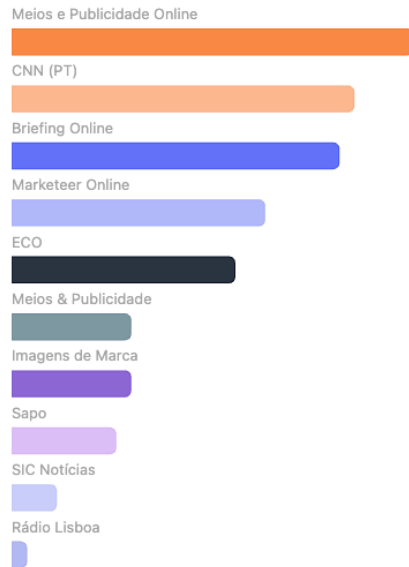 Meios e Publicidade Online
CNN (PT)
Briefing Online
Marketeer Online
ECO
Meios & Publicidade
Imagens de Marca
Sapo
SIC Notícias
Rádio Lisboa